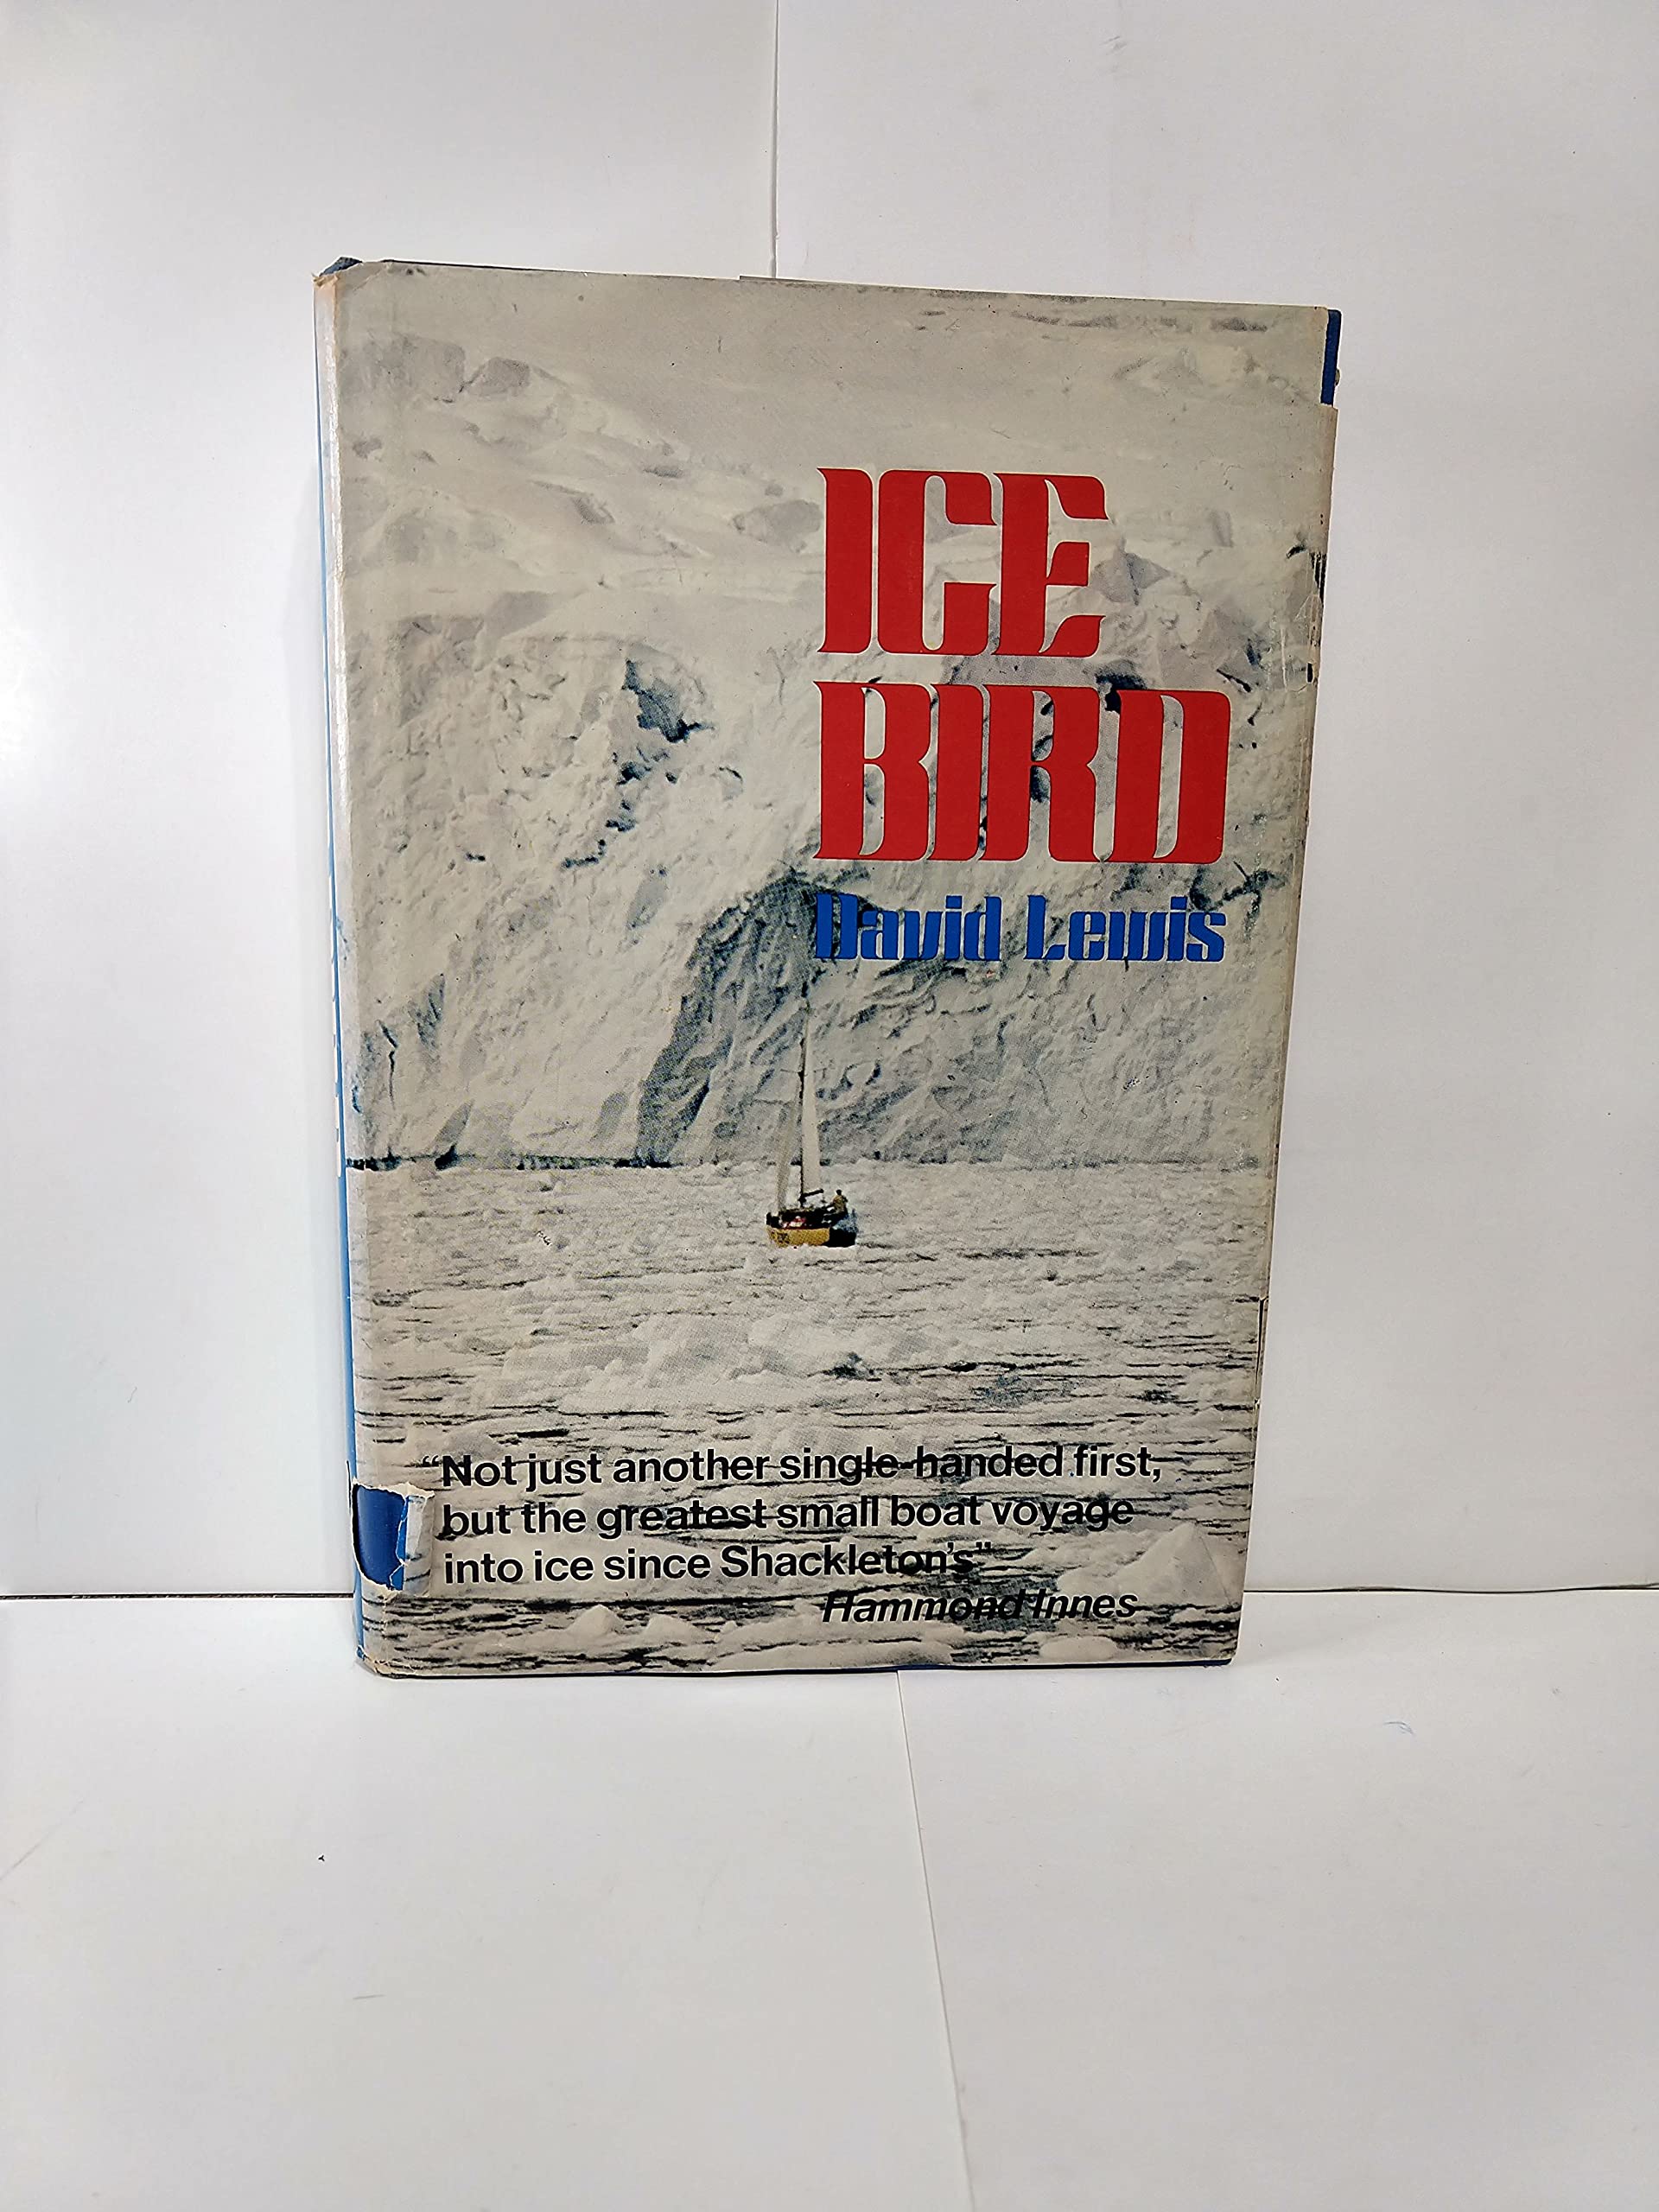 ICE
BIRD
David Lewis
“Not just another single-handed first,
but the greatest small boat voyage
into ice since Shackleton's”
Hammond Innes